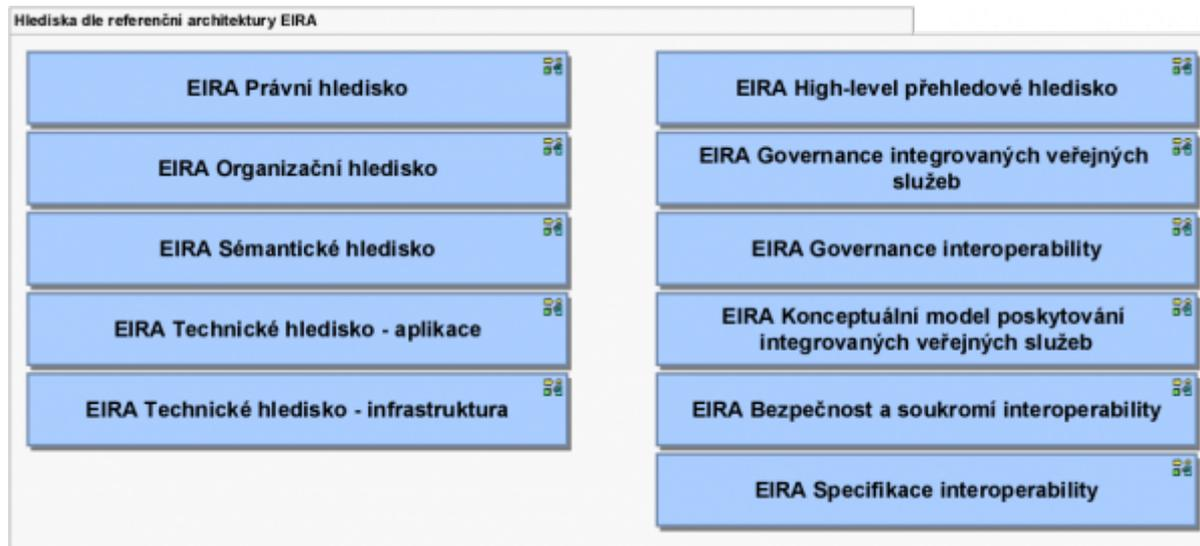 Hlediska dle referenční architektury EIRA
EIRA Právní hledisko
EIRA Organizační hledisko
EIRA Sémantické hledisko
EIRA Technické hledisko - aplikace
EIRA Technické hledisko - infrastruktura
EIRA High-level přehledové hledisko
EIRA Governance integrovaných veřejných
služeb
EIRA Governance interoperability
EIRA Konceptuální model poskytování
integrovaných veřejných služeb
EIRA Bezpečnost a soukromí interoperability
EIRA Specifikace interoperability